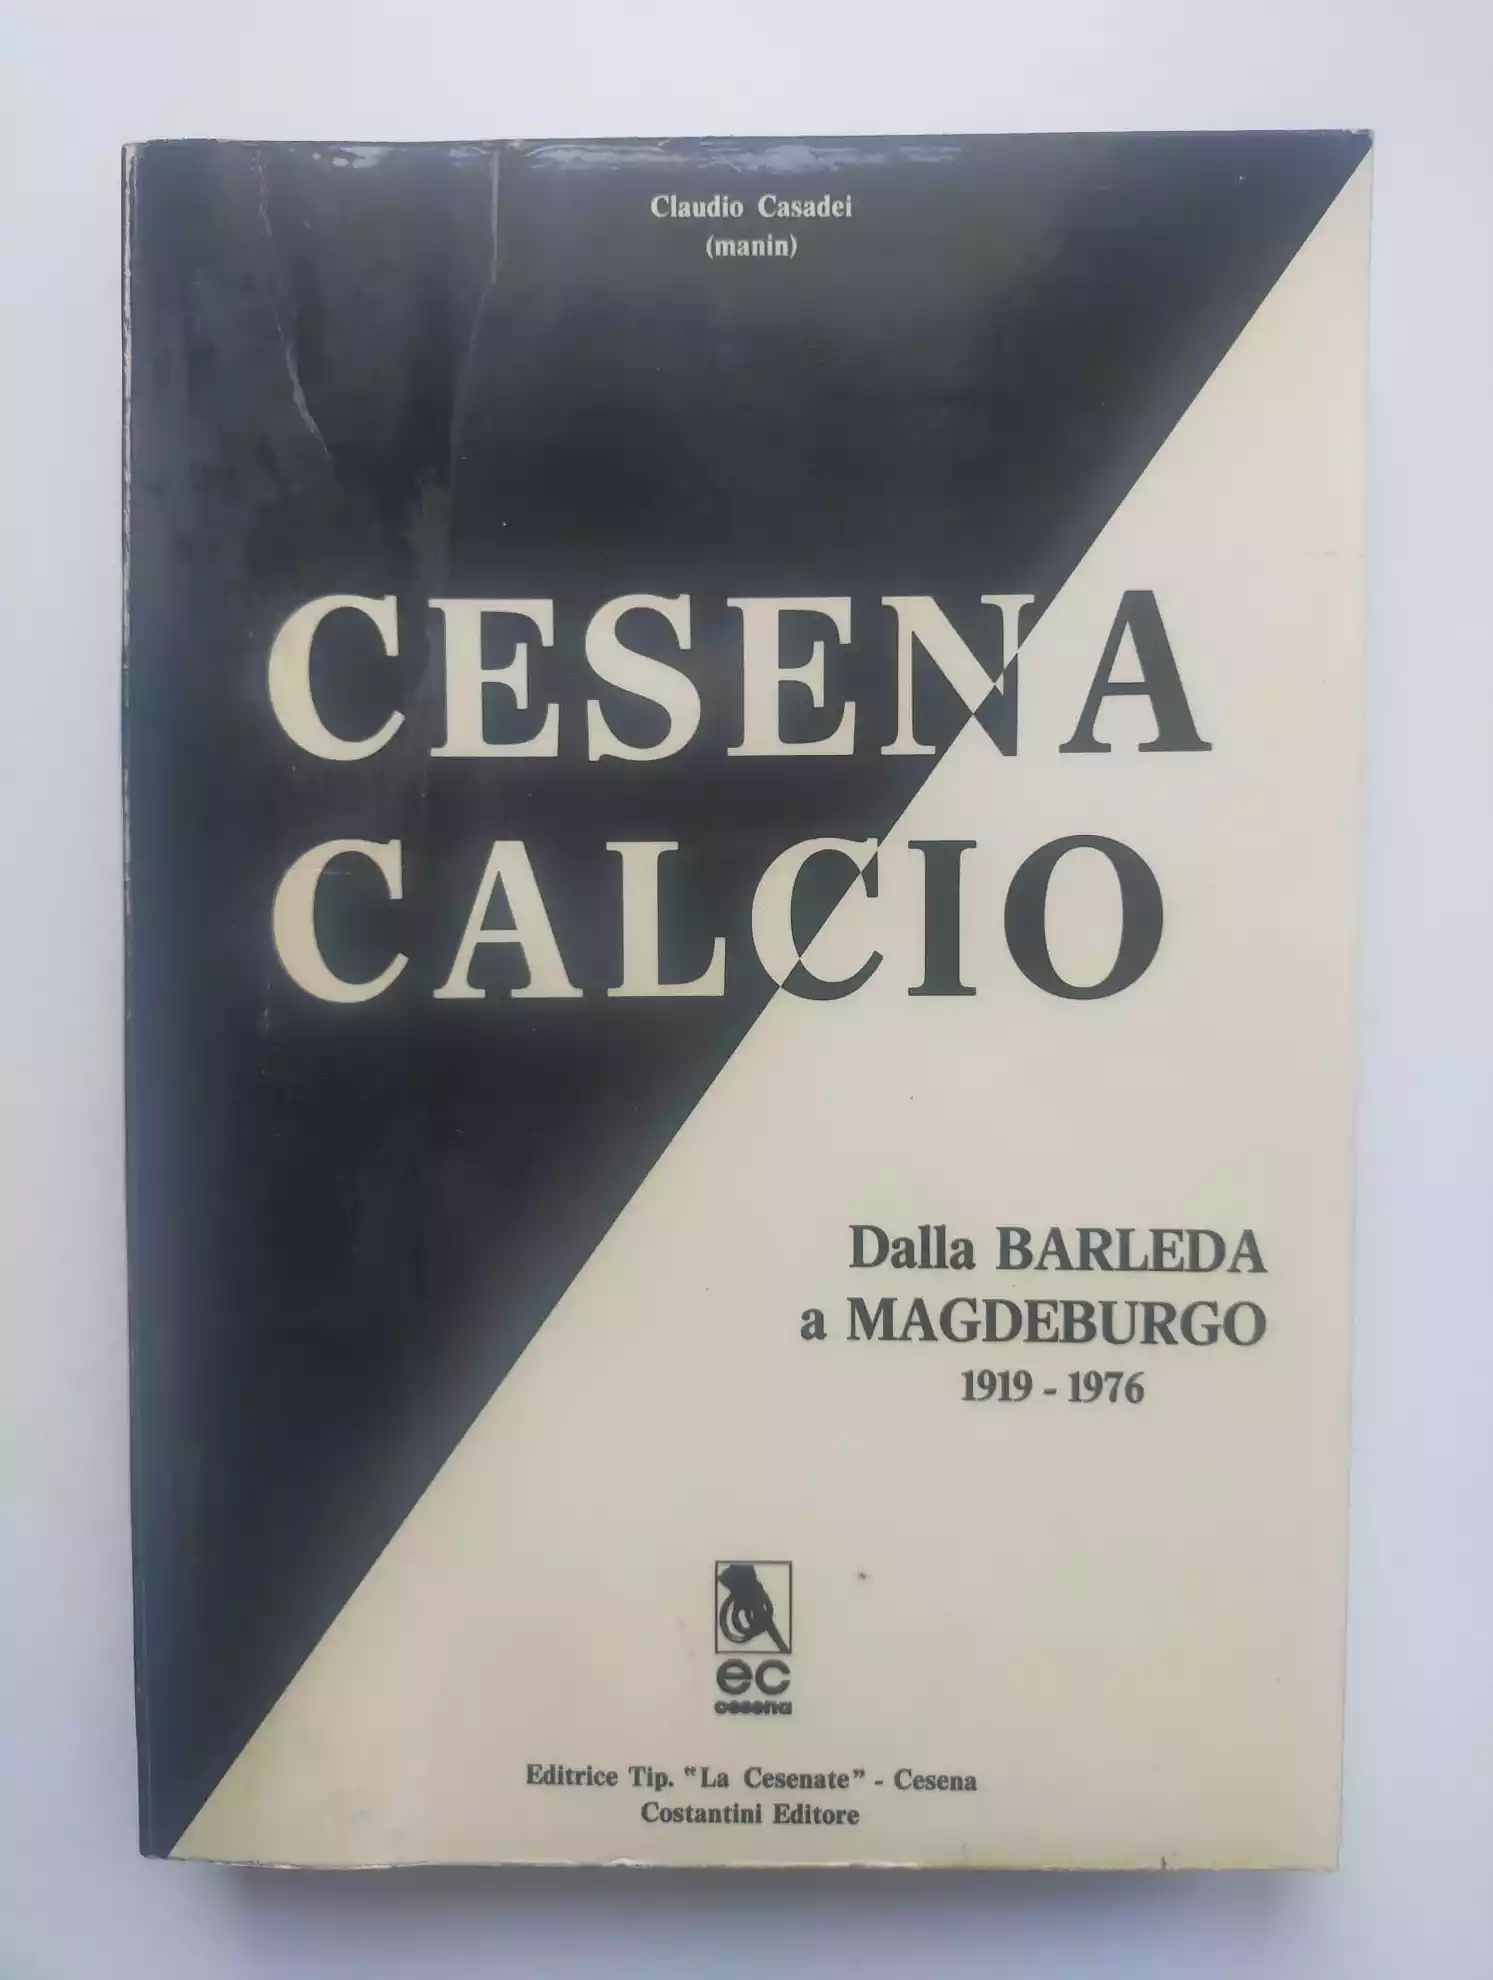 Claudio Casadei
(manin)
CESENA
CALCIO
Dalla BARLEDA
a MAGDEBURGO
1919 - 1976
ec
cesena
Editrice Tip. "La Cesenate" - Cesena
Costantini Editore